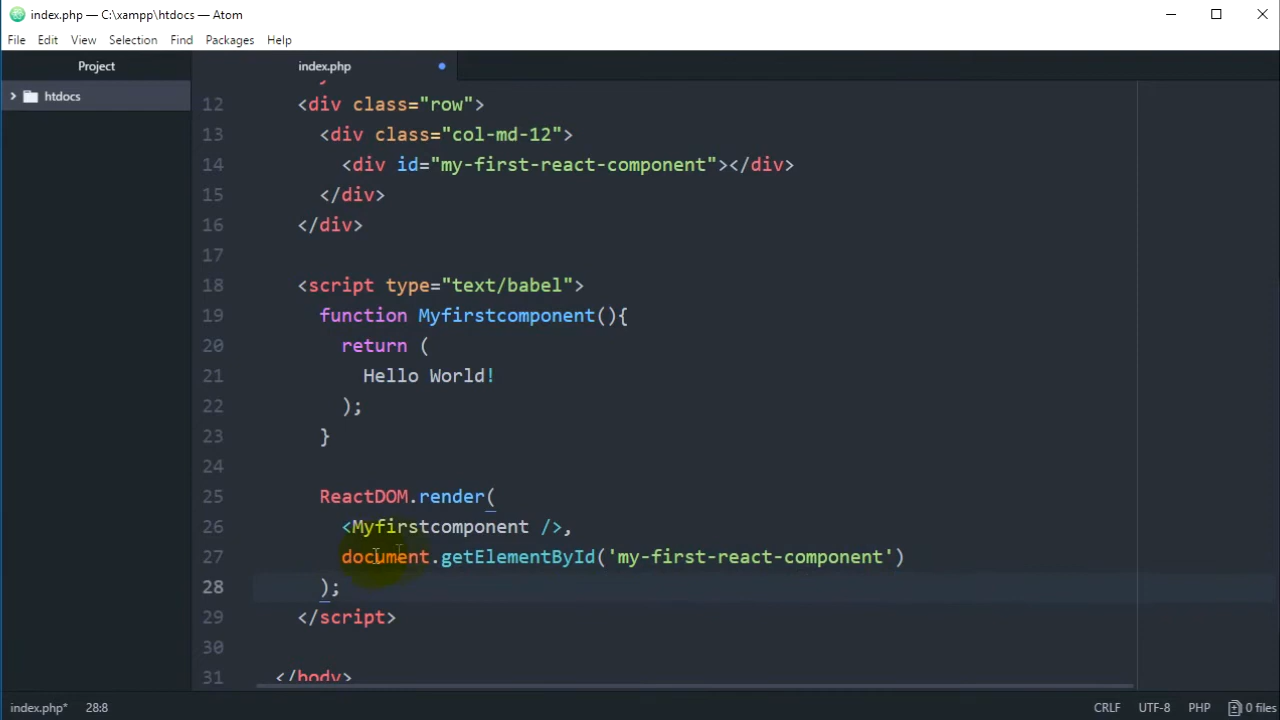 index.php — C:\xampp\htdocs — Atom
File Edit View Selection Find Packages Help
Project
index.php
htdocs
12 <div class="row">
13 <div class="col-md-12">
14 <div id="my-first-react-component"></div>
15 </div>
16 </div>
17
18 <script type="text/babel">
19 function Myfirstcomponent(){
20 return (
21 Hello World!
22 );
23 }
24
25 ReactDOM.render(
26 <Myfirstcomponent />,
27 document.getElementById('my-first-react-component')
28 );
29 </script>
30
31 </body>
index.php* 28:8 CRLF UTF-8 PHP 0 files